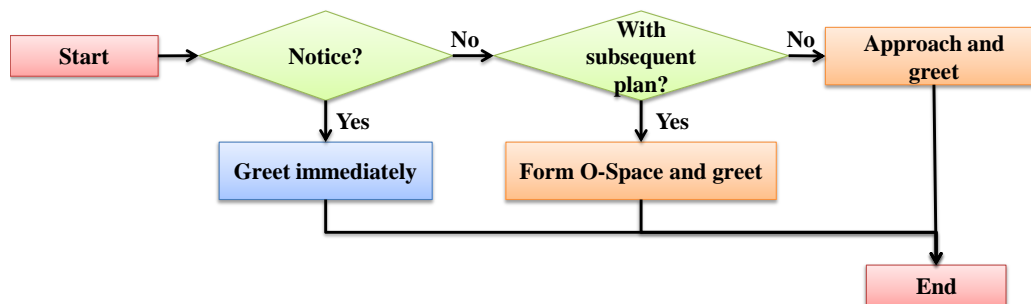 Start
Notice?
No
With
subsequent
plan?
No
Approach and
greet
Yes
Yes
Greet immediately
Form O-Space and greet
End